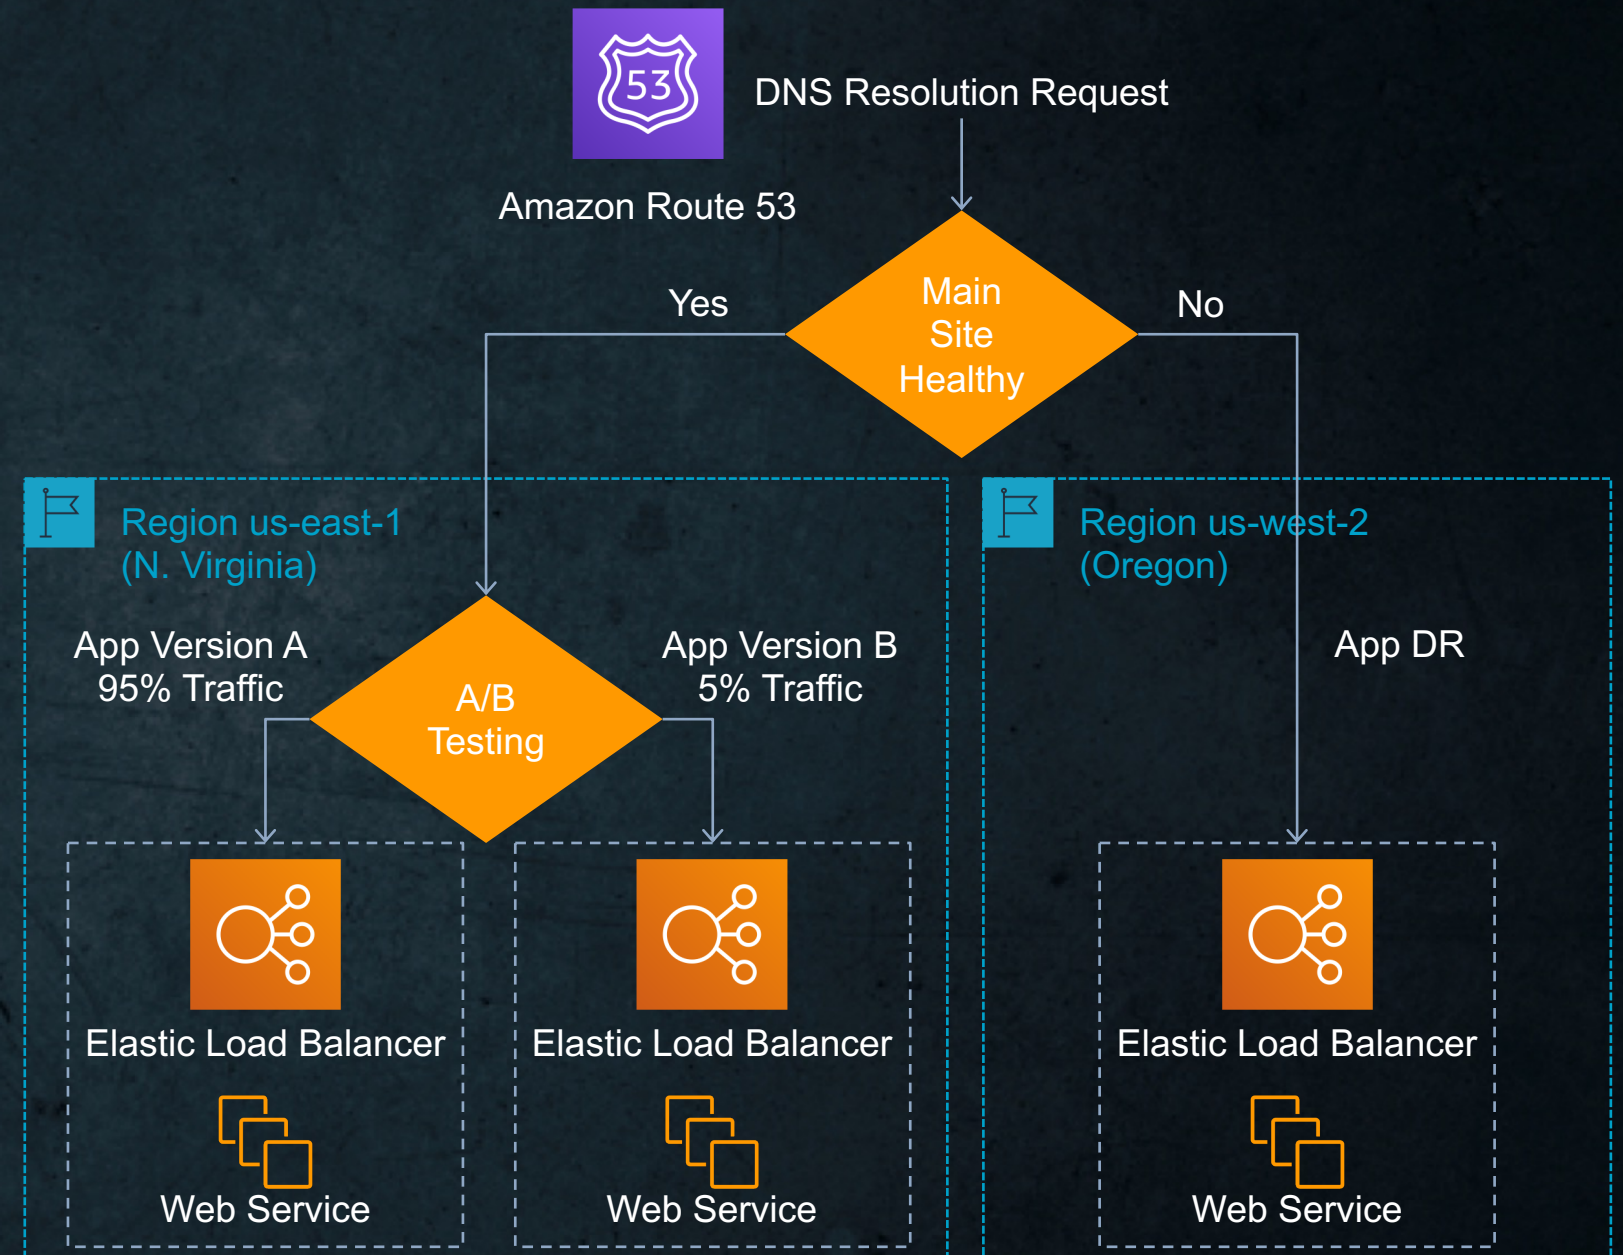 53
DNS Resolution Request
Amazon Route 53
Yes
Main
Site
Healthy
No
Region us-east-1
(N. Virginia)
Region us-west-2
(Oregon)
App Version A
95% Traffic
A/B
Testing
App Version B
5% Traffic
App DR
Elastic Load Balancer
Elastic Load Balancer
Elastic Load Balancer
Web Service
Web Service
Web Service